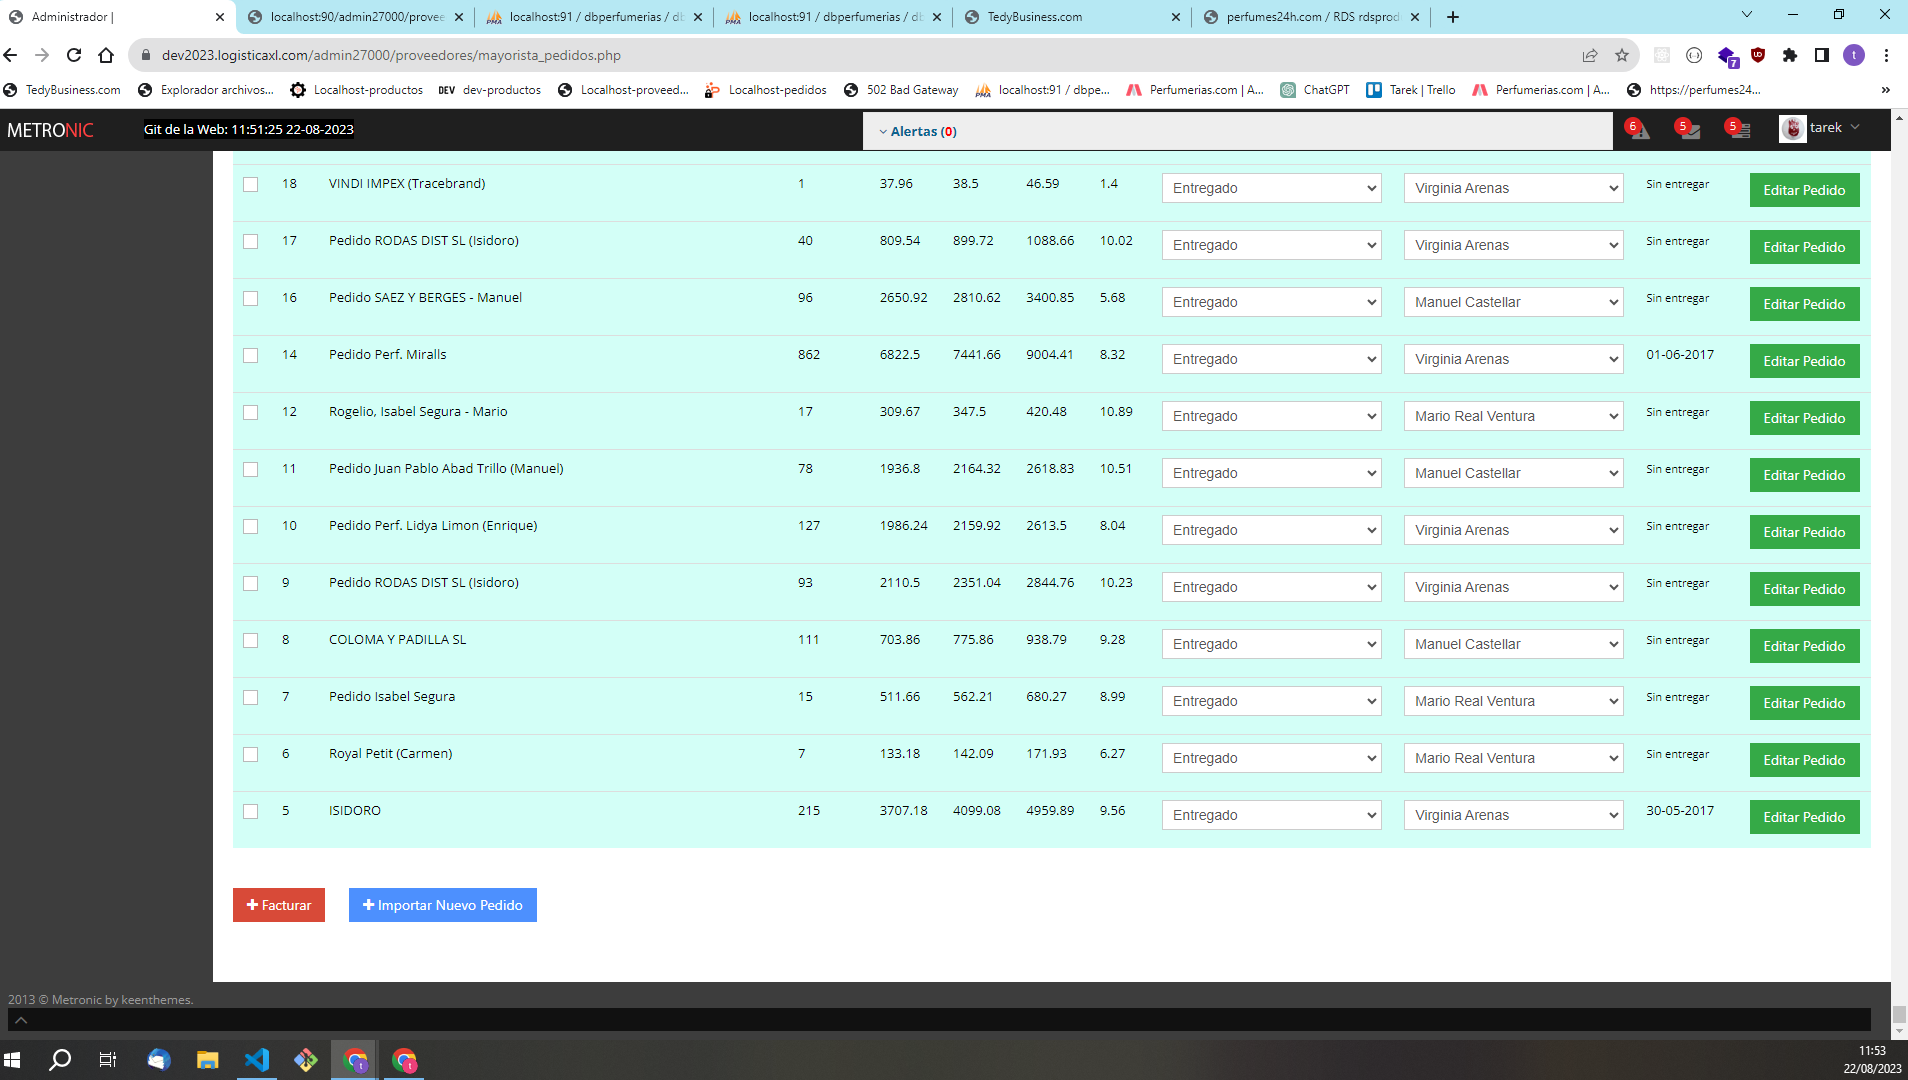 Administrador |
localhost:90/admin27000/provee
localhost:91 / dbperfumerias / db
localhost:91 / dbperfumerias / db
TedyBusiness.com
perfumes24h.com / RDS rdsprod
dev2023.logisticaxl.com/admin27000/proveedores/mayorista_pedidos.php
7
t
TedyBusiness.com
Explorador archivos...
Localhost-productos
DEV dev-productos
Localhost-proveed...
Localhost-pedidos
502 Bad Gateway
localhost:91 / dbpe...
Perfumerias.com | A...
ChatGPT
Tarek | Trello
Perfumerias.com | A...
https://perfumes24...
»
METRONIC
Git de la Web: 11:51:25 22-08-2023
Alertas (0)
6
5
5
tarek
18 VINDI IMPEX (Tracebrand) 1 37.96 38.5 46.59 1.4 Entregado Virginia Arenas Sin entregar Editar Pedido
17 Pedido RODAS DIST SL (Isidoro) 40 809.54 899.72 1088.66 10.02 Entregado Virginia Arenas Sin entregar Editar Pedido
16 Pedido SAEZ Y BERGES - Manuel 96 2650.92 2810.62 3400.85 5.68 Entregado Manuel Castellar Sin entregar Editar Pedido
14 Pedido Perf. Miralls 862 6822.5 7441.66 9004.41 8.32 Entregado Virginia Arenas 01-06-2017 Editar Pedido
12 Rogelio, Isabel Segura - Mario 17 309.67 347.5 420.48 10.89 Entregado Mario Real Ventura Sin entregar Editar Pedido
11 Pedido Juan Pablo Abad Trillo (Manuel) 78 1936.8 2164.32 2618.83 10.51 Entregado Manuel Castellar Sin entregar Editar Pedido
10 Pedido Perf. Lidya Limon (Enrique) 127 1986.24 2159.92 2613.5 8.04 Entregado Virginia Arenas Sin entregar Editar Pedido
9 Pedido RODAS DIST SL (Isidoro) 93 2110.5 2351.04 2844.76 10.23 Entregado Virginia Arenas Sin entregar Editar Pedido
8 COLOMA Y PADILLA SL 111 703.86 775.86 938.79 9.28 Entregado Manuel Castellar Sin entregar Editar Pedido
7 Pedido Isabel Segura 15 511.66 562.21 680.27 8.99 Entregado Mario Real Ventura Sin entregar Editar Pedido
6 Royal Petit (Carmen) 7 133.18 142.09 171.93 6.27 Entregado Mario Real Ventura Sin entregar Editar Pedido
5 ISIDORO 215 3707.18 4099.08 4959.89 9.56 Entregado Virginia Arenas 30-05-2017 Editar Pedido
Facturar
Importar Nuevo Pedido
2013 © Metronic by keenthemes.
11:53
22/08/2023